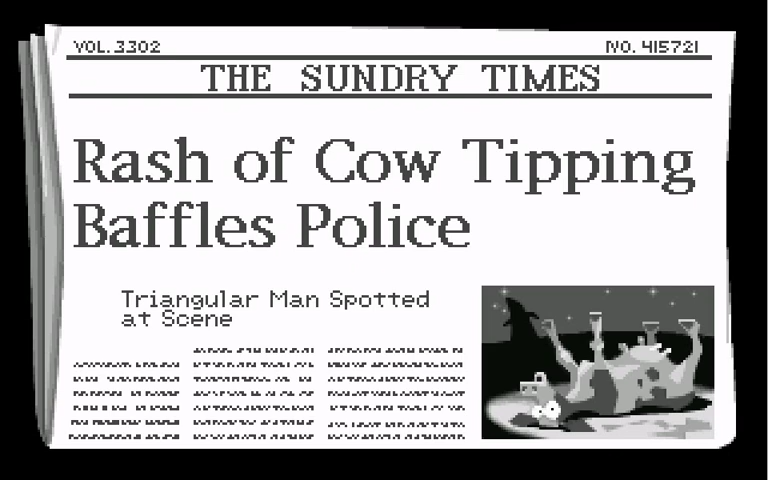 VOL. 3302
NO. 415721
THE SUNDRY TIMES
Rash of Cow Tipping
Baffles Police
Triangular Man Spotted
at Scene